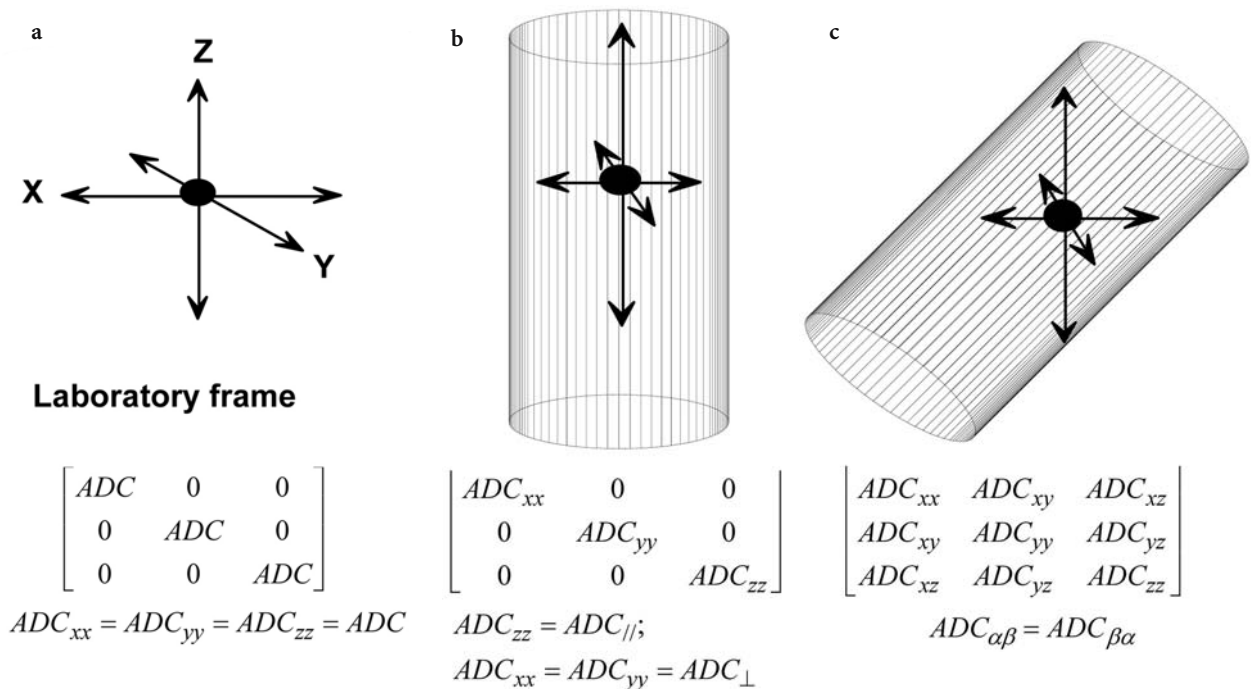 a
Z
X
Y
Laboratory frame
ADC 0 0
0 ADC 0
0 0 ADC
ADC_xx = ADC_yy = ADC_zz = ADC
b
ADC_xx 0 0
0 ADC_yy 0
0 0 ADC_zz
ADC_zz = ADC_//;
ADC_xx = ADC_yy = ADC_⊥
c
ADC_xx ADC_xy ADC_xz
ADC_xy ADC_yy ADC_yz
ADC_xz ADC_yz ADC_zz
ADC_αβ = ADC_βα